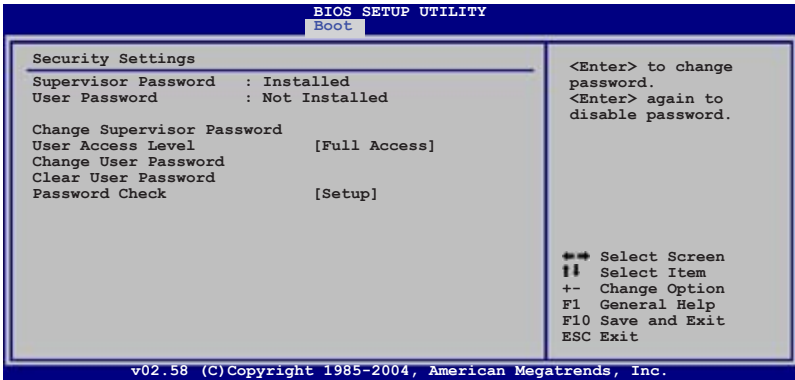 BIOS SETUP UTILITY
Boot
Security Settings
Supervisor Password : Installed
User Password : Not Installed
Change Supervisor Password
User Access Level [Full Access]
Change User Password
Clear User Password
Password Check [Setup]
<Enter> to change
password.
<Enter> again to
disable password.
Select Screen
Select Item
+- Change Option
F1 General Help
F10 Save and Exit
ESC Exit
v02.58 (C)Copyright 1985-2004, American Megatrends, Inc.